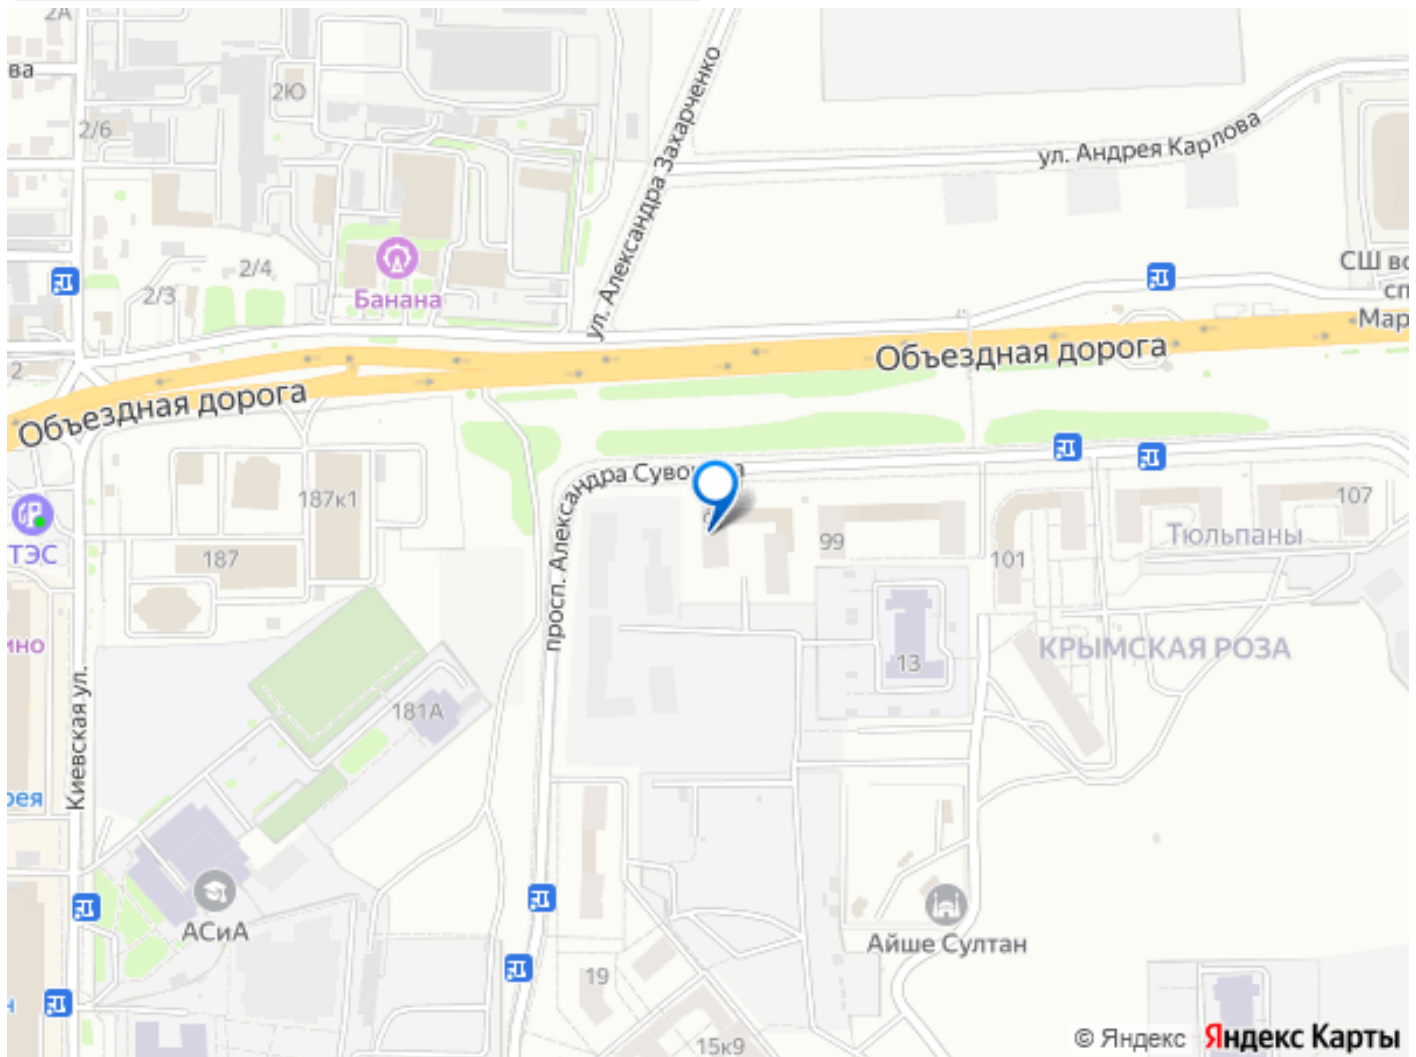 2А
ва
2Ю
2/6
ул. Александра Захарченко
ул. Андрея Карлова
2/4
2/3
Банана
СШ во
сп
Мар
2
Объездная дорога
Объездная дорога
просп. Александра Суво
187к1
107
Тюльпаны
ТЭС
187
99
101
ино
КРЫМСКАЯ РОЗА
13
181А
Киевская ул.
рея
АСиА
Айше Султан
19
н
15к9
© Яндекс Яндекс Карты